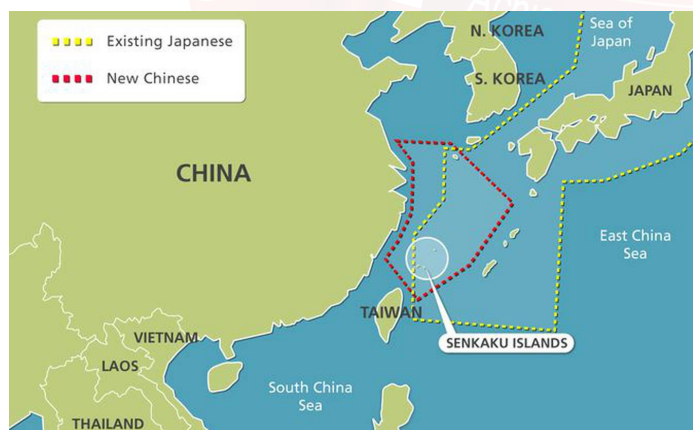 Existing Japanese
New Chinese
N. KOREA
Sea of
Japan
S. KOREA
JAPAN
CHINA
East China
Sea
TAIWAN
SENKAKU ISLANDS
VIETNAM
LAOS
South China
Sea
THAILAND